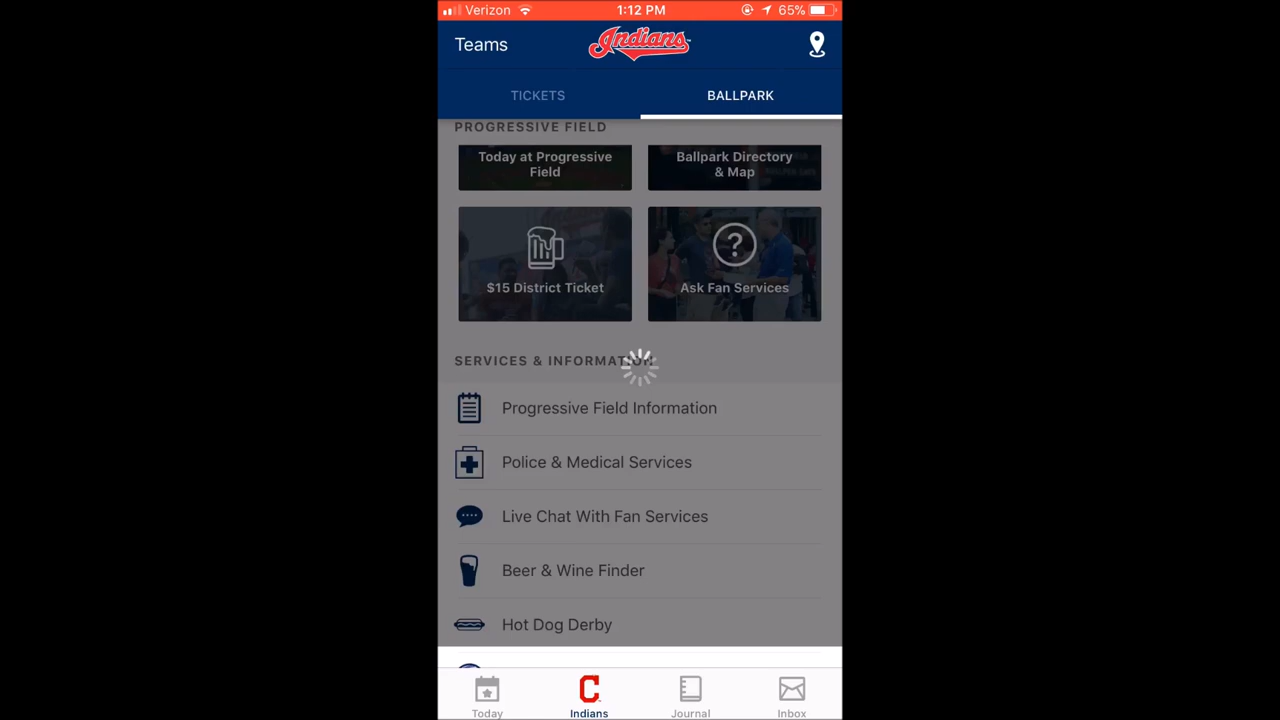 Verizon 1:12 PM 65%
Teams Indians
TICKETS BALLPARK
PROGRESSIVE FIELD
Today at Progressive
Field
Ballpark Directory
& Map
$15 District Ticket
Ask Fan Services
SERVICES & INFORMATION
Progressive Field Information
Police & Medical Services
Live Chat With Fan Services
Beer & Wine Finder
Hot Dog Derby
Today Indians Journal Inbox